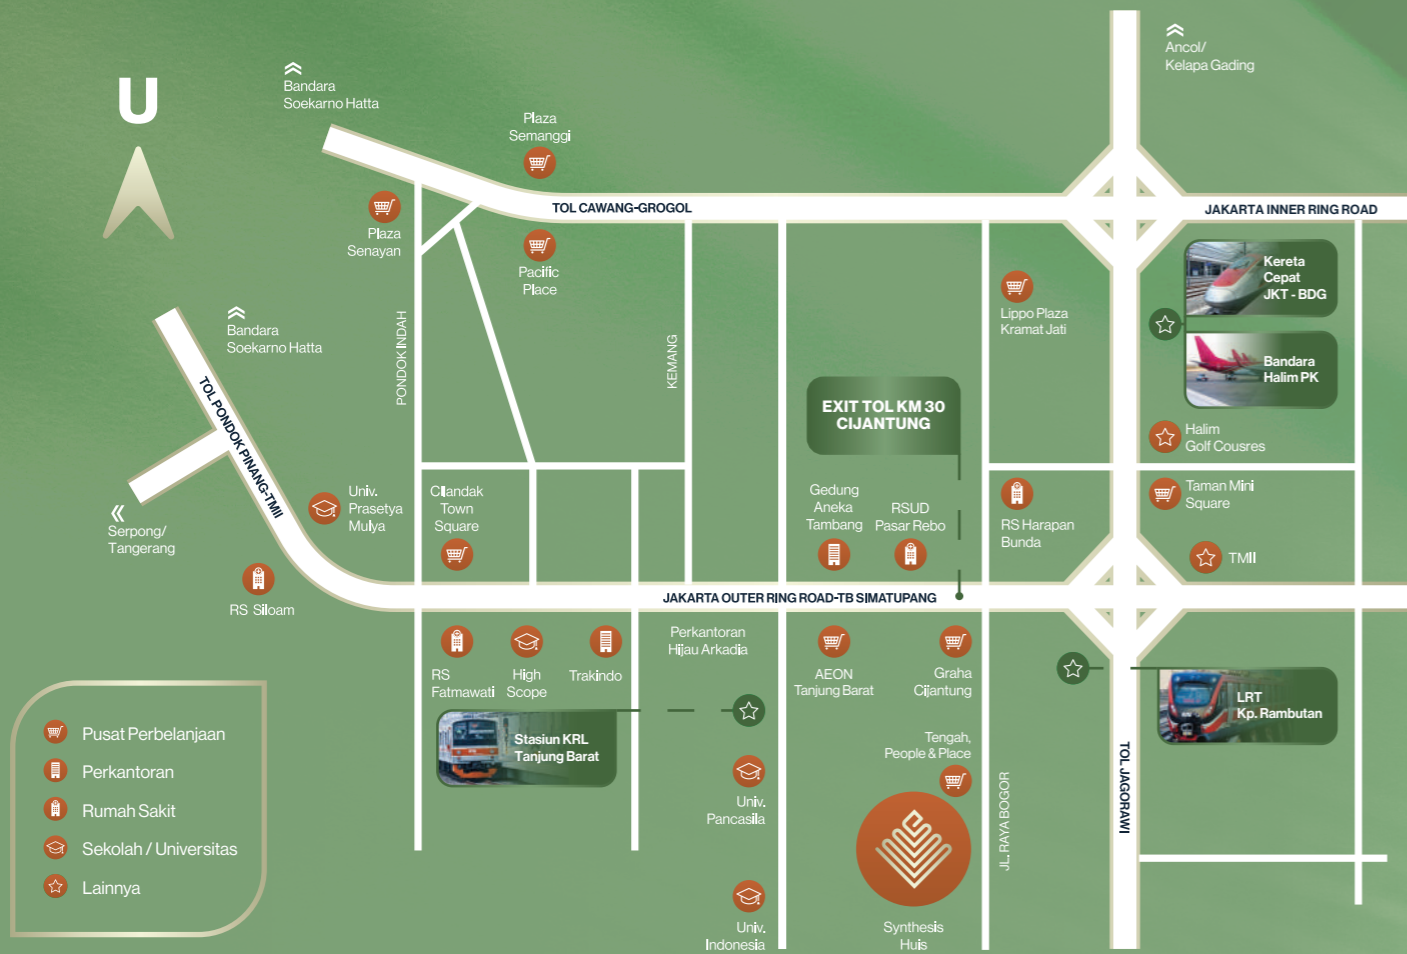 U
Bandara
Soekarno Hatta
Ancol/
Kelapa Gading
Plaza
Semanggi
TOL CAWANG-GROGOL
JAKARTA INNER RING ROAD
Plaza
Senayan
Pacific
Place
Kereta
Cepat
JKT - BDG
Lippo Plaza
Kramat Jati
Bandara
Halim PK
Bandara
Soekarno Hatta
PONDOK INDAH
KEMANG
TOL PONDOK PINANG-TMII
EXIT TOL KM 30
CIJANTUNG
Halim
Golf Cousres
Serpong/
Tangerang
Univ.
Prasetya
Mulya
Cilandak
Town
Square
Gedung
Aneka
Tambang
RSUD
Pasar Rebo
RS Harapan
Bunda
Taman Mini
Square
TMII
RS Siloam
JAKARTA OUTER RING ROAD-TB SIMATUPANG
RS
Fatmawati
High
Scope
Trakindo
Perkantoran
Hijau Arkadia
AEON
Tanjung Barat
Graha
Cijantung
LRT
Kp. Rambutan
Stasiun KRL
Tanjung Barat
Tengah,
People & Place
Univ.
Pancasila
JL. RAYA BOGOR
TOL JAGORAWI
Univ.
Indonesia
Synthesis
Huis
Pusat Perbelanjaan
Perkantoran
Rumah Sakit
Sekolah / Universitas
Lainnya